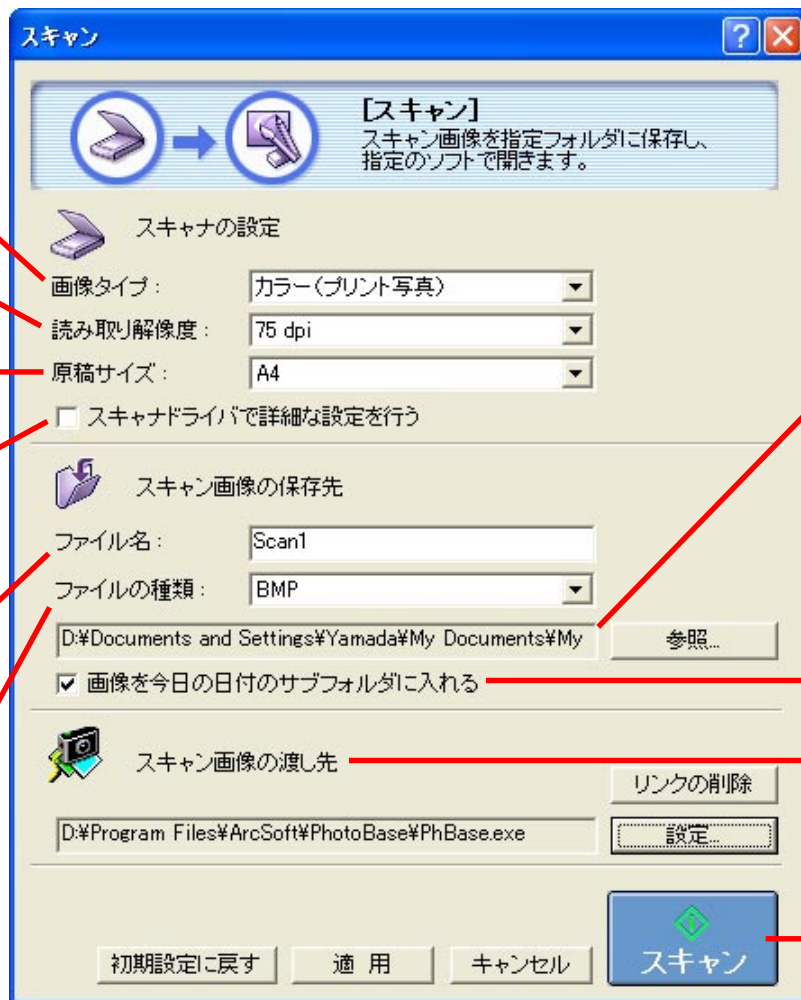 スキャン
[スキャン]
スキャン画像を指定フォルダに保存し、
指定のソフトで開きます。
スキャナの設定
画像タイプ： カラー（プリント写真）
読み取り解像度： 75 dpi
原稿サイズ： A4
スキャナドライバで詳細な設定を行う
スキャン画像の保存先
ファイル名： Scan1
ファイルの種類： BMP
D:¥Documents and Settings¥Yamada¥My Documents¥My 参照...
画像を今日の日付のサブフォルダに入れる
スキャン画像の渡し先
リンクの削除
D:¥Program Files¥ArcSoft¥PhotoBase¥PhBase.exe 設定...
初期設定に戻す 適 用 キャンセル スキャン